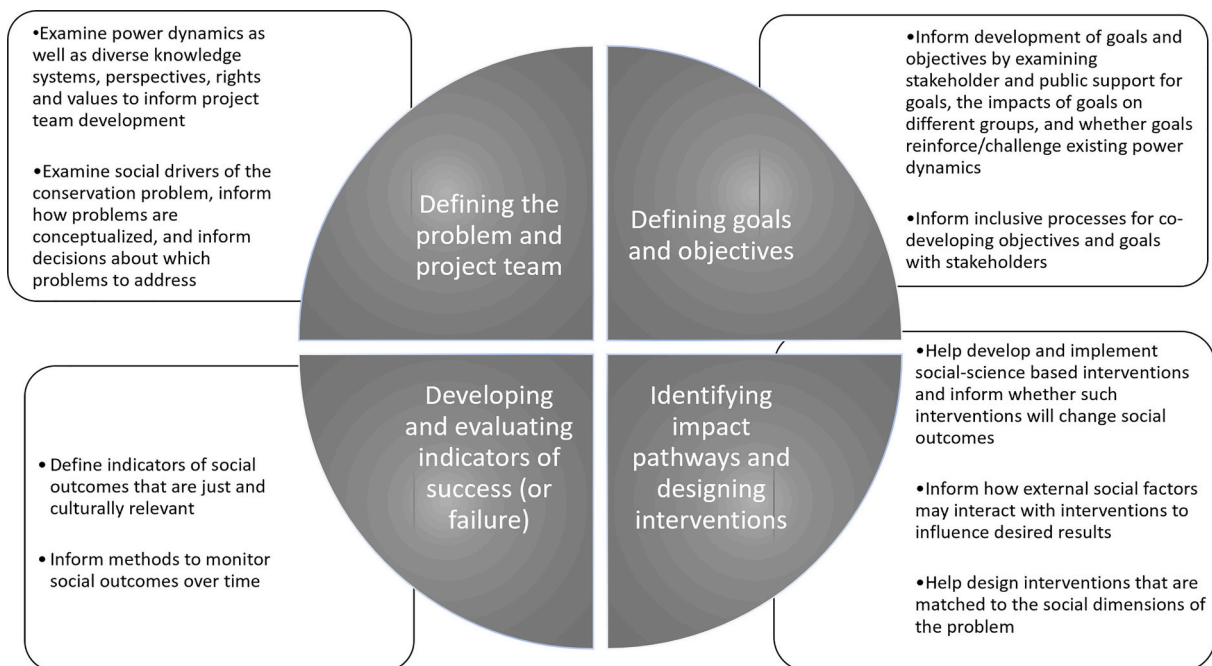 •Examine power dynamics as
well as diverse knowledge
systems, perspectives, rights
and values to inform project
team development
•Examine social drivers of the
conservation problem, inform
how problems are
conceptualized, and inform
decisions about which
problems to address
Defining the
problem and
project team
Defining goals
and objectives
•Inform development of goals and
objectives by examining
stakeholder and public support for
goals, the impacts of goals on
different groups, and whether goals
reinforce/challenge existing power
dynamics
•Inform inclusive processes for co-
developing objectives and goals
with stakeholders
• Define indicators of social
outcomes that are just and
culturally relevant
• Inform methods to monitor
social outcomes over time
Developing
and evaluating
indicators of
success (or
failure)
Identifying
impact
pathways and
designing
interventions
•Help develop and implement
social-science based interventions
and inform whether such
interventions will change social
outcomes
•Inform how external social factors
may interact with interventions to
influence desired results
•Help design interventions that are
matched to the social dimensions of
the problem